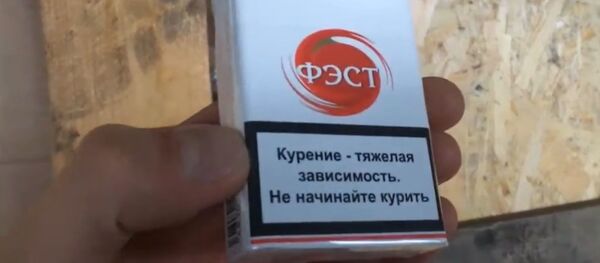 ФЭСТ
Курение - тяжелая
зависимость.
Не начинайте курить